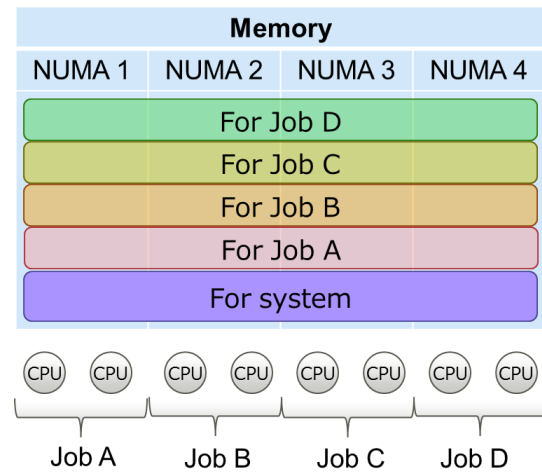 Memory
NUMA 1 NUMA 2 NUMA 3 NUMA 4
For Job D
For Job C
For Job B
For Job A
For system
CPU CPU CPU CPU CPU CPU CPU CPU
Job A Job B Job C Job D